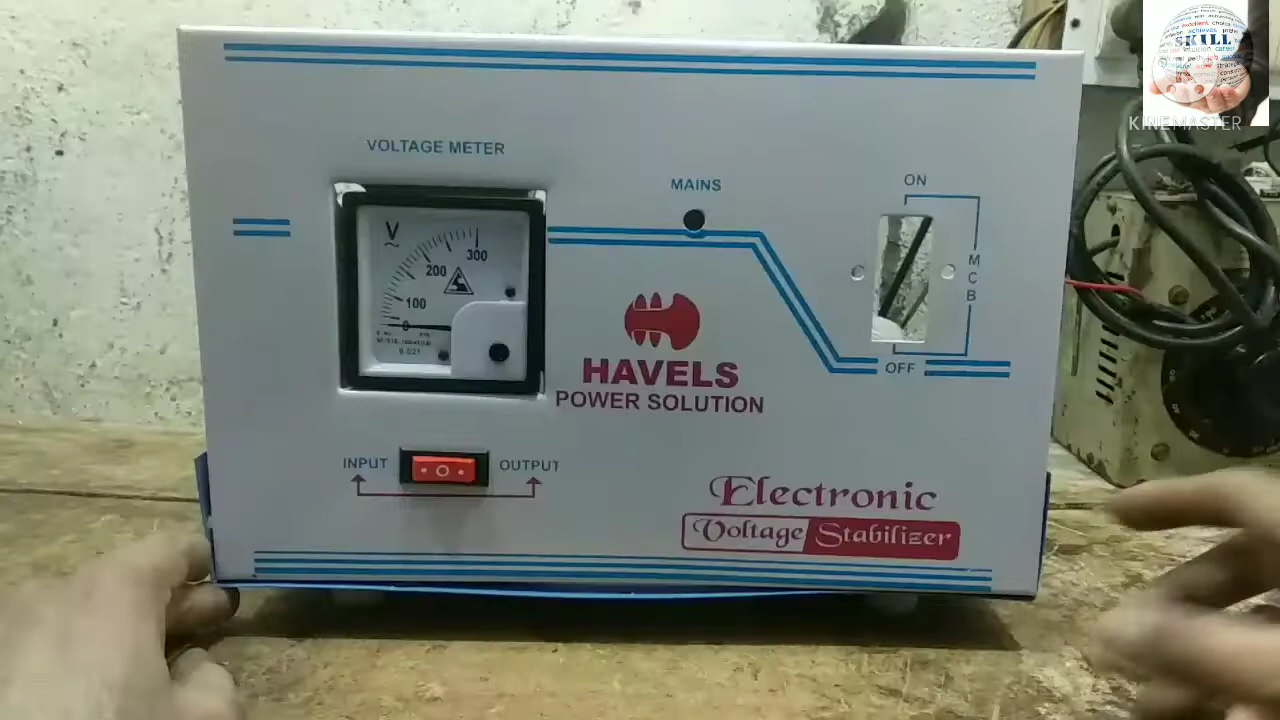 SKILL
KINEMASTER
VOLTAGE METER
MAINS
ON
V
300
200
100
0
MCB
HAVELS
POWER SOLUTION
OFF
INPUT
OUTPUT
Electronic
Voltage Stabilizer